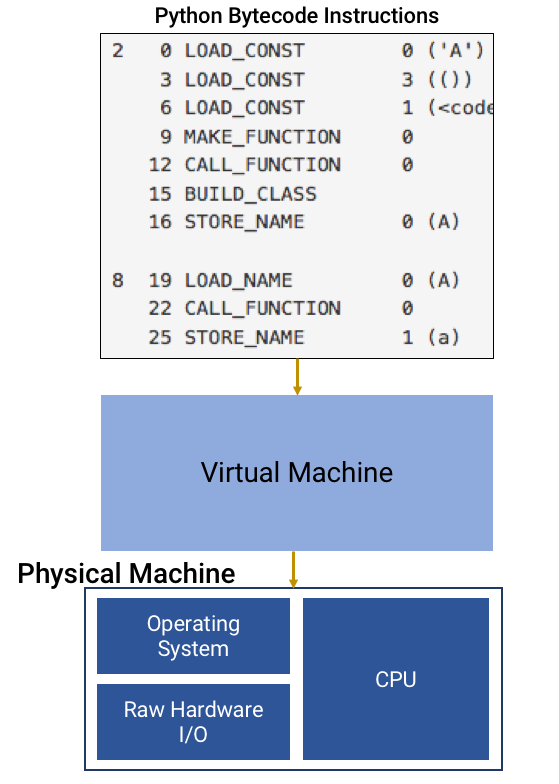 Python Bytecode Instructions
2 0 LOAD_CONST 0 ('A')
3 LOAD_CONST 3 (())
6 LOAD_CONST 1 (<code
9 MAKE_FUNCTION 0
12 CALL_FUNCTION 0
15 BUILD_CLASS
16 STORE_NAME 0 (A)
8 19 LOAD_NAME 0 (A)
22 CALL_FUNCTION 0
25 STORE_NAME 1 (a)
Virtual Machine
Physical Machine
Operating
System
Raw Hardware
I/O
CPU